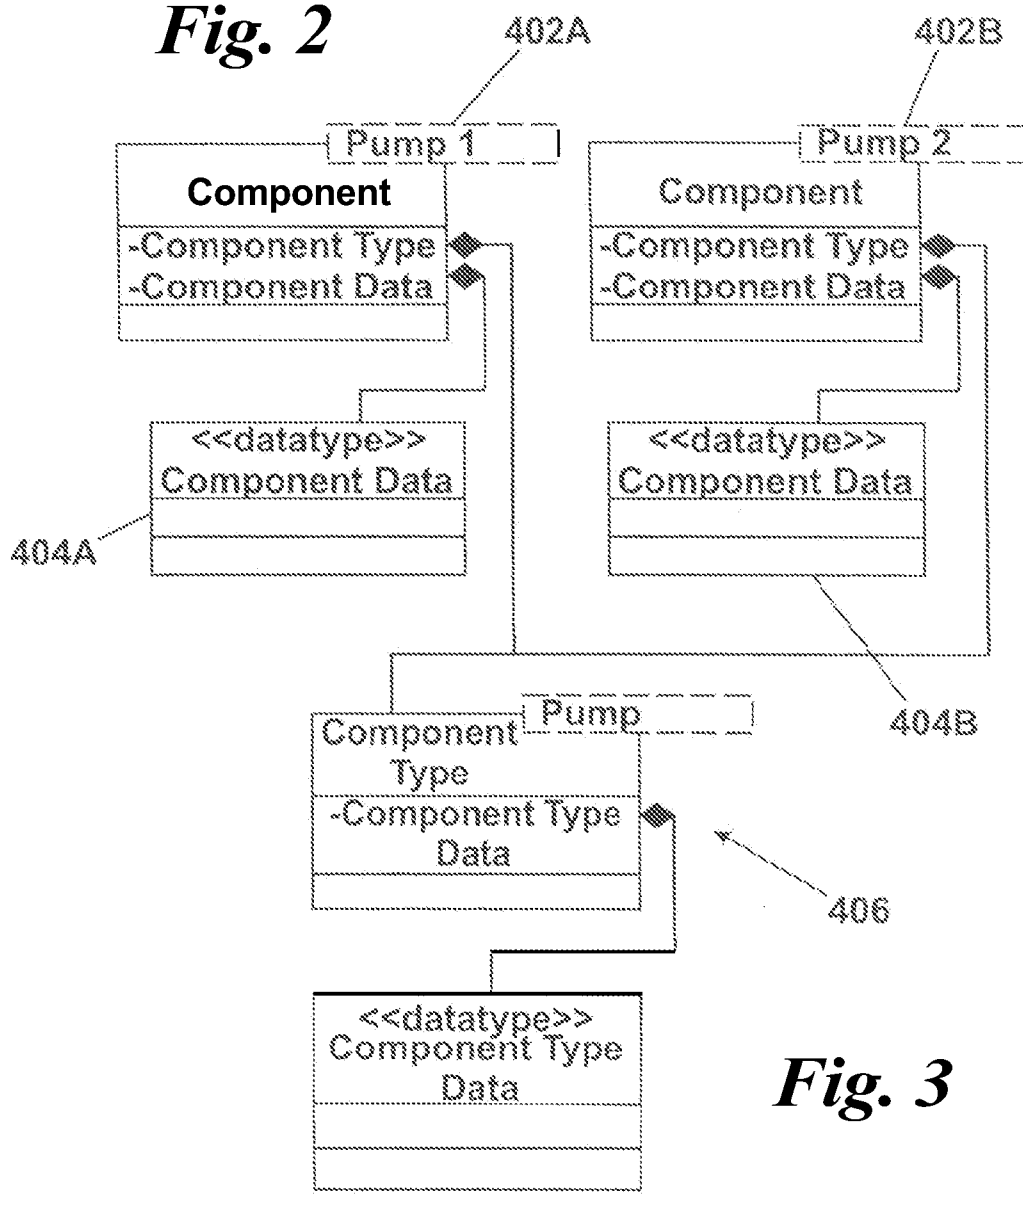 Fig. 2
402A
402B
Pump 1
Pump 2
Component
Component
-Component Type
-Component Data
-Component Type
-Component Data
<<datatype>>
Component Data
<<datatype>>
Component Data
404A
404B
Pump
Component
Type
-Component Type
Data
406
<<datatype>>
Component Type
Data
Fig. 3